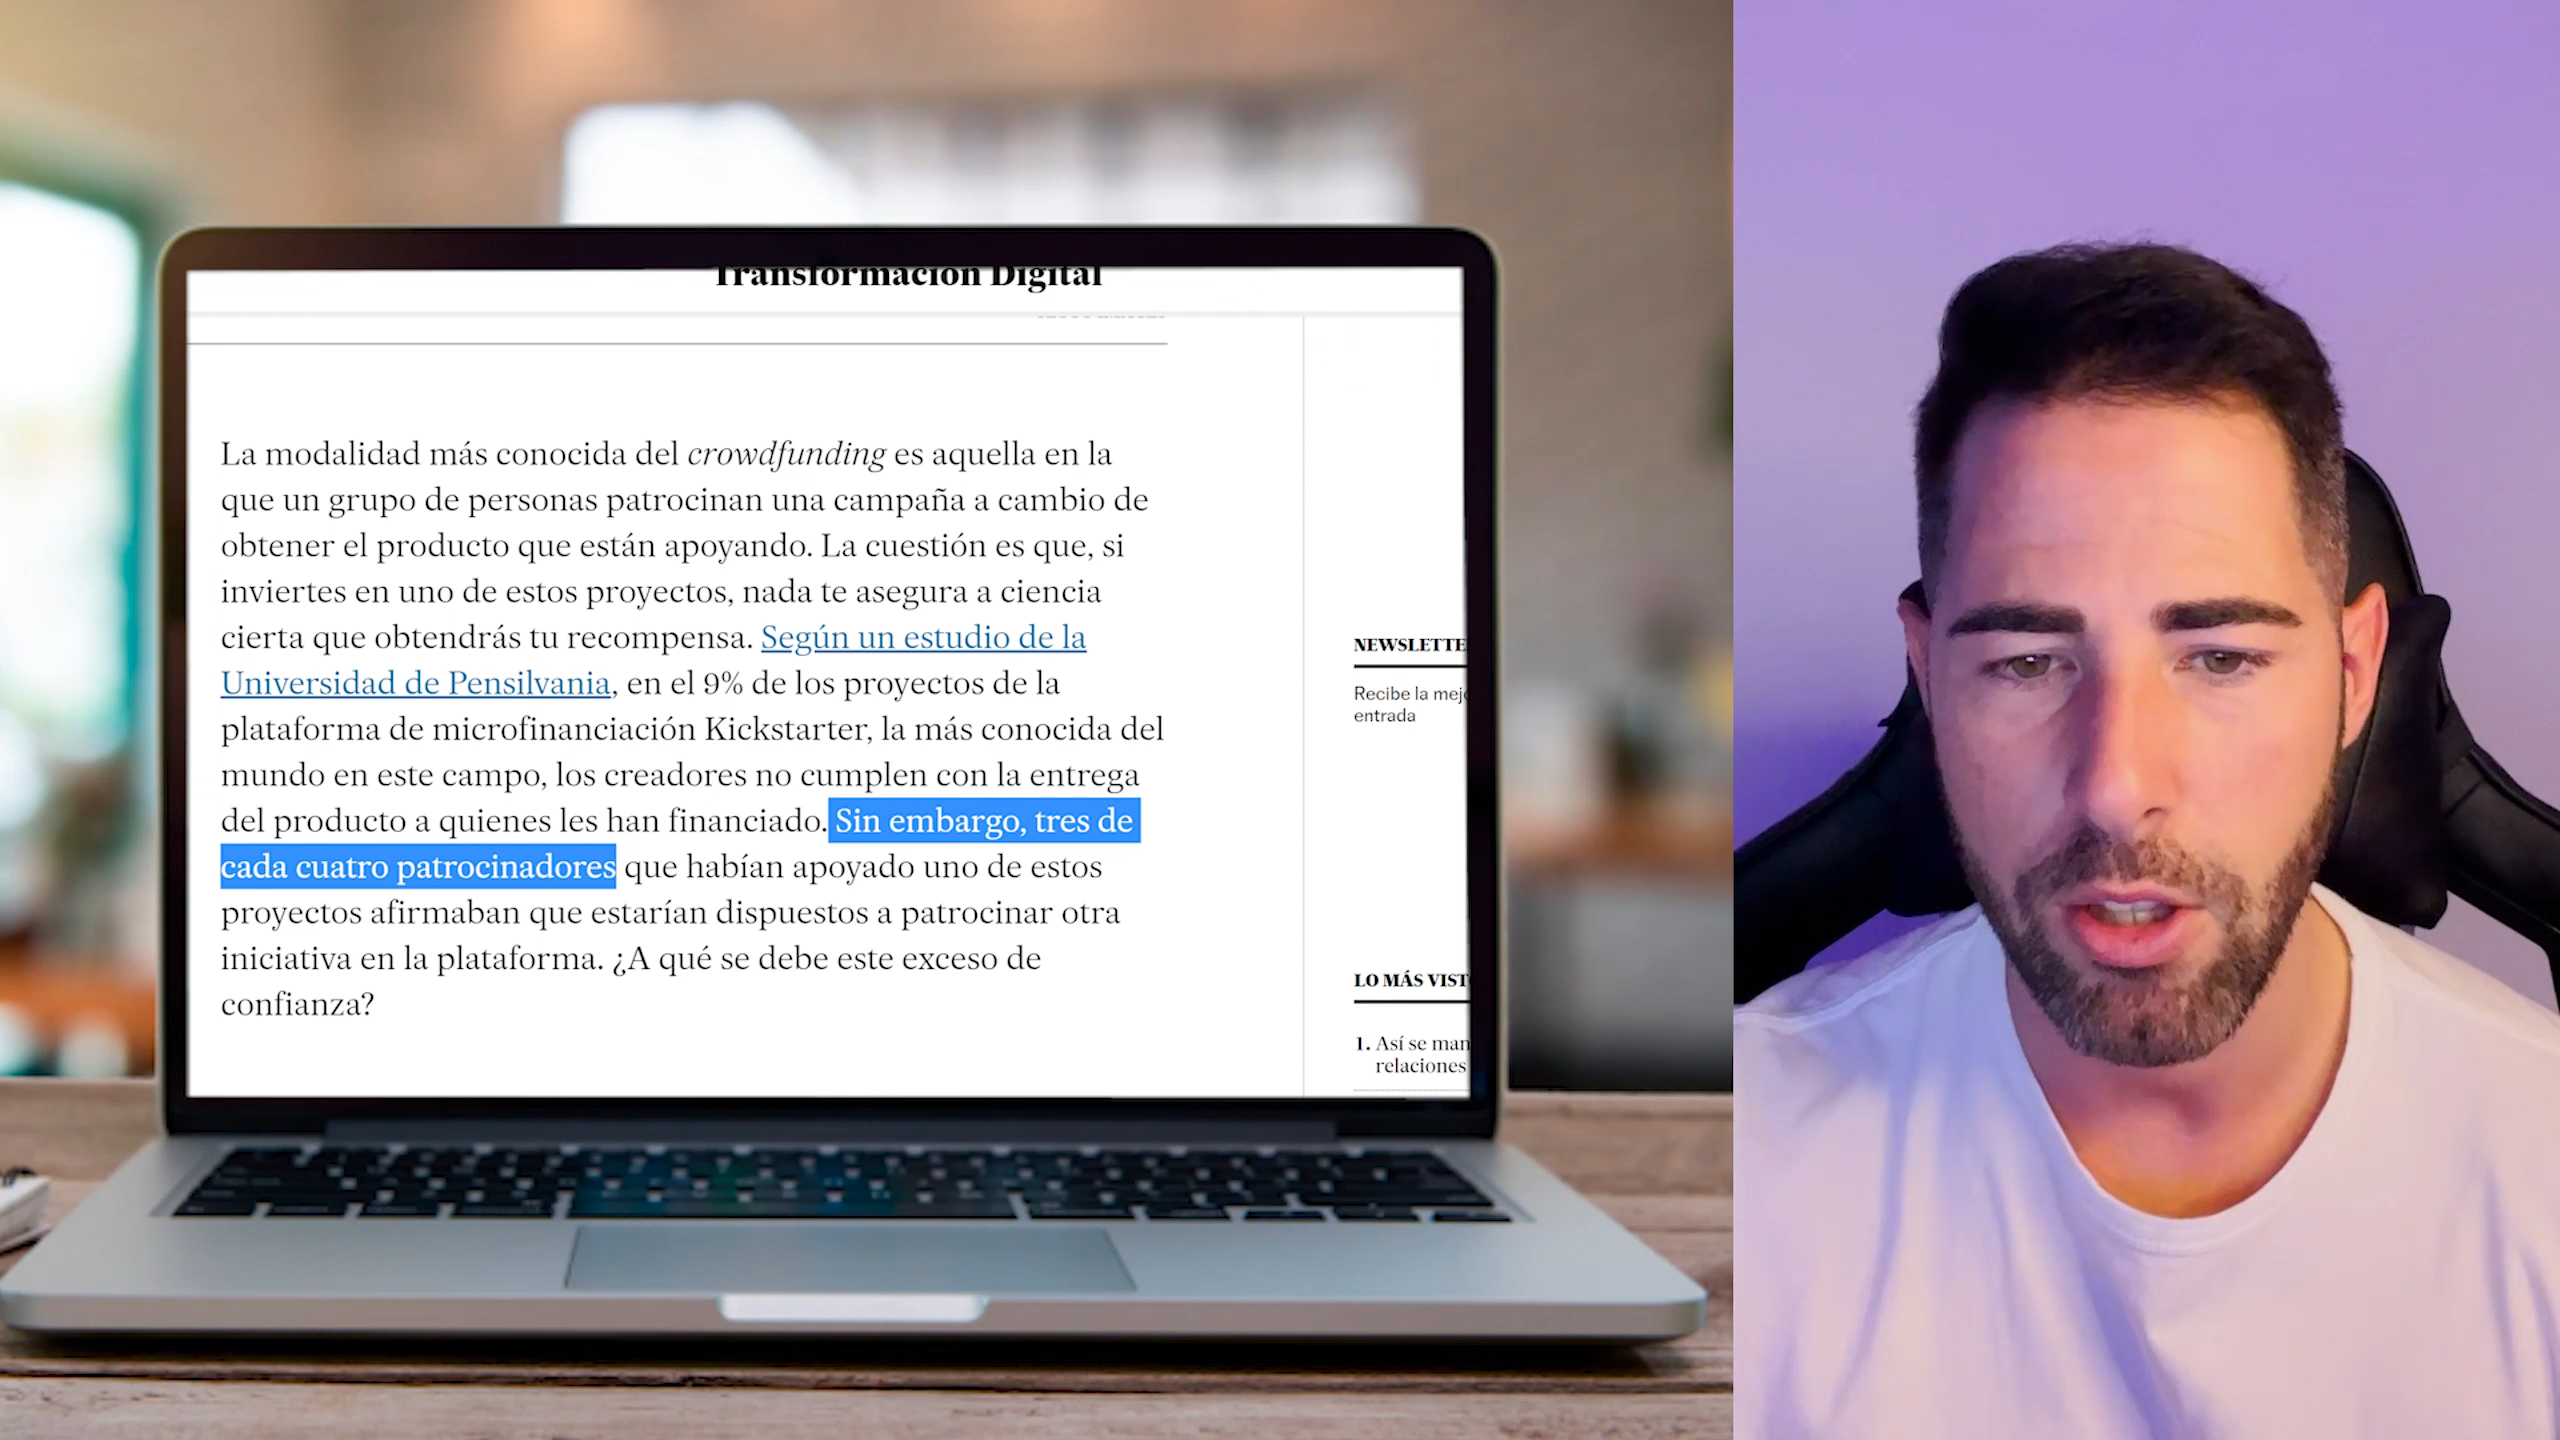 Transformación Digital
La modalidad más conocida del crowdfunding es aquella en la
que un grupo de personas patrocinan una campaña a cambio de
obtener el producto que están apoyando. La cuestión es que, si
inviertes en uno de estos proyectos, nada te asegura a ciencia
cierta que obtendrás tu recompensa. Según un estudio de la
Universidad de Pensilvania, en el 9% de los proyectos de la
plataforma de microfinanciación Kickstarter, la más conocida del
mundo en este campo, los creadores no cumplen con la entrega
del producto a quienes les han financiado. Sin embargo, tres de
cada cuatro patrocinadores que habían apoyado uno de estos
proyectos afirmaban que estarían dispuestos a patrocinar otra
iniciativa en la plataforma. ¿A qué se debe este exceso de
confianza?
NEWSLETTE
Recibe la mej
entrada
LO MÁS VIST
1. Así se man
relaciones